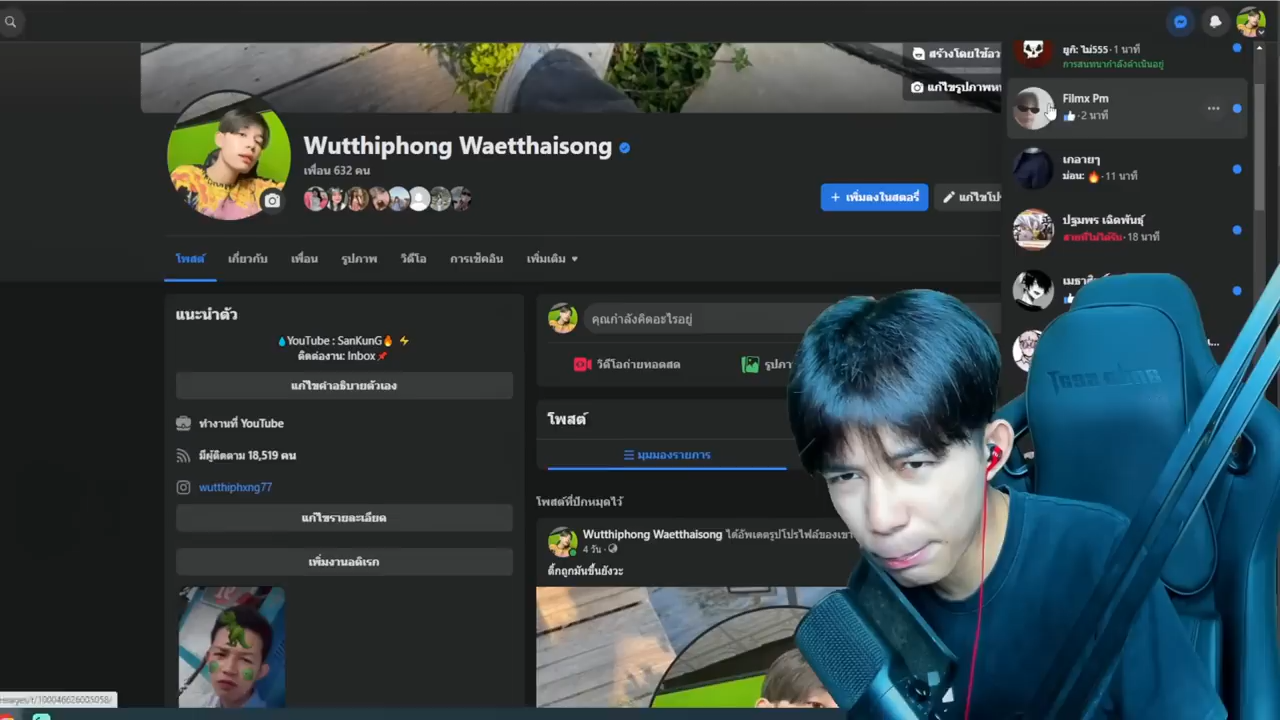 สร้างโดยใช้อวา
แก้ไขรูปภาพห
Wutthiphong Waetthaisong
เพื่อน 632 คน
+ เพิ่มลงในสตอรี่
แก้ไขโป
โพสต์
เกี่ยวกับ
เพื่อน
รูปภาพ
วิดีโอ
การเช็คอิน
เพิ่มเติม
แนะนำตัว
💧YouTube : SanKunG🔥 ⚡
ติดต่องาน: Inbox📌
แก้ไขคำอธิบายตัวเอง
ทำงานที่ YouTube
มีผู้ติดตาม 18,519 คน
wutthiphxng77
แก้ไขรายละเอียด
เพิ่มงานอดิเรก
คุณกำลังคิดอะไรอยู่
วิดีโอถ่ายทอดสด
รูปภา
โพสต์
มุมมองรายการ
โพสต์ที่ปักหมุดไว้
Wutthiphong Waetthaisong ได้อัพเดตรูปโปรไฟล์ของเขา
4 วัน ·
ติ๊กถูกมันขึ้นยังวะ
ยูกิ: ไม่555 · 1 นาที
การสนทนากำลังดำเนินอยู่
Filmx Pm
👍 · 2 นาที
เกลายๆ
ม่อน: 🔥 · 11 นาที
ปฐมพร เฉิดพันธุ์
สายที่ไม่ได้รับ · 18 นาที